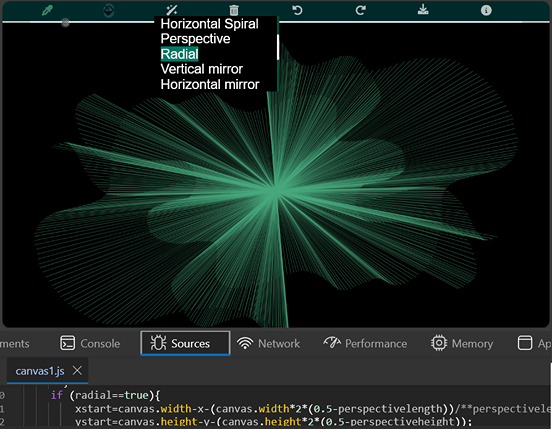 Horizontal Spiral
Perspective
Radial
Vertical mirror
Horizontal mirror
ments Console Sources Network Performance Memory Ap
canvas1.js
0 if (radial==true){
1 xstart=canvas.width-x-(canvas.width*2*(0.5-perspectivelength))/**perspectivele
2 ystart=canvas.height-y-(canvas.height*2*(0.5-perspectiveheight));